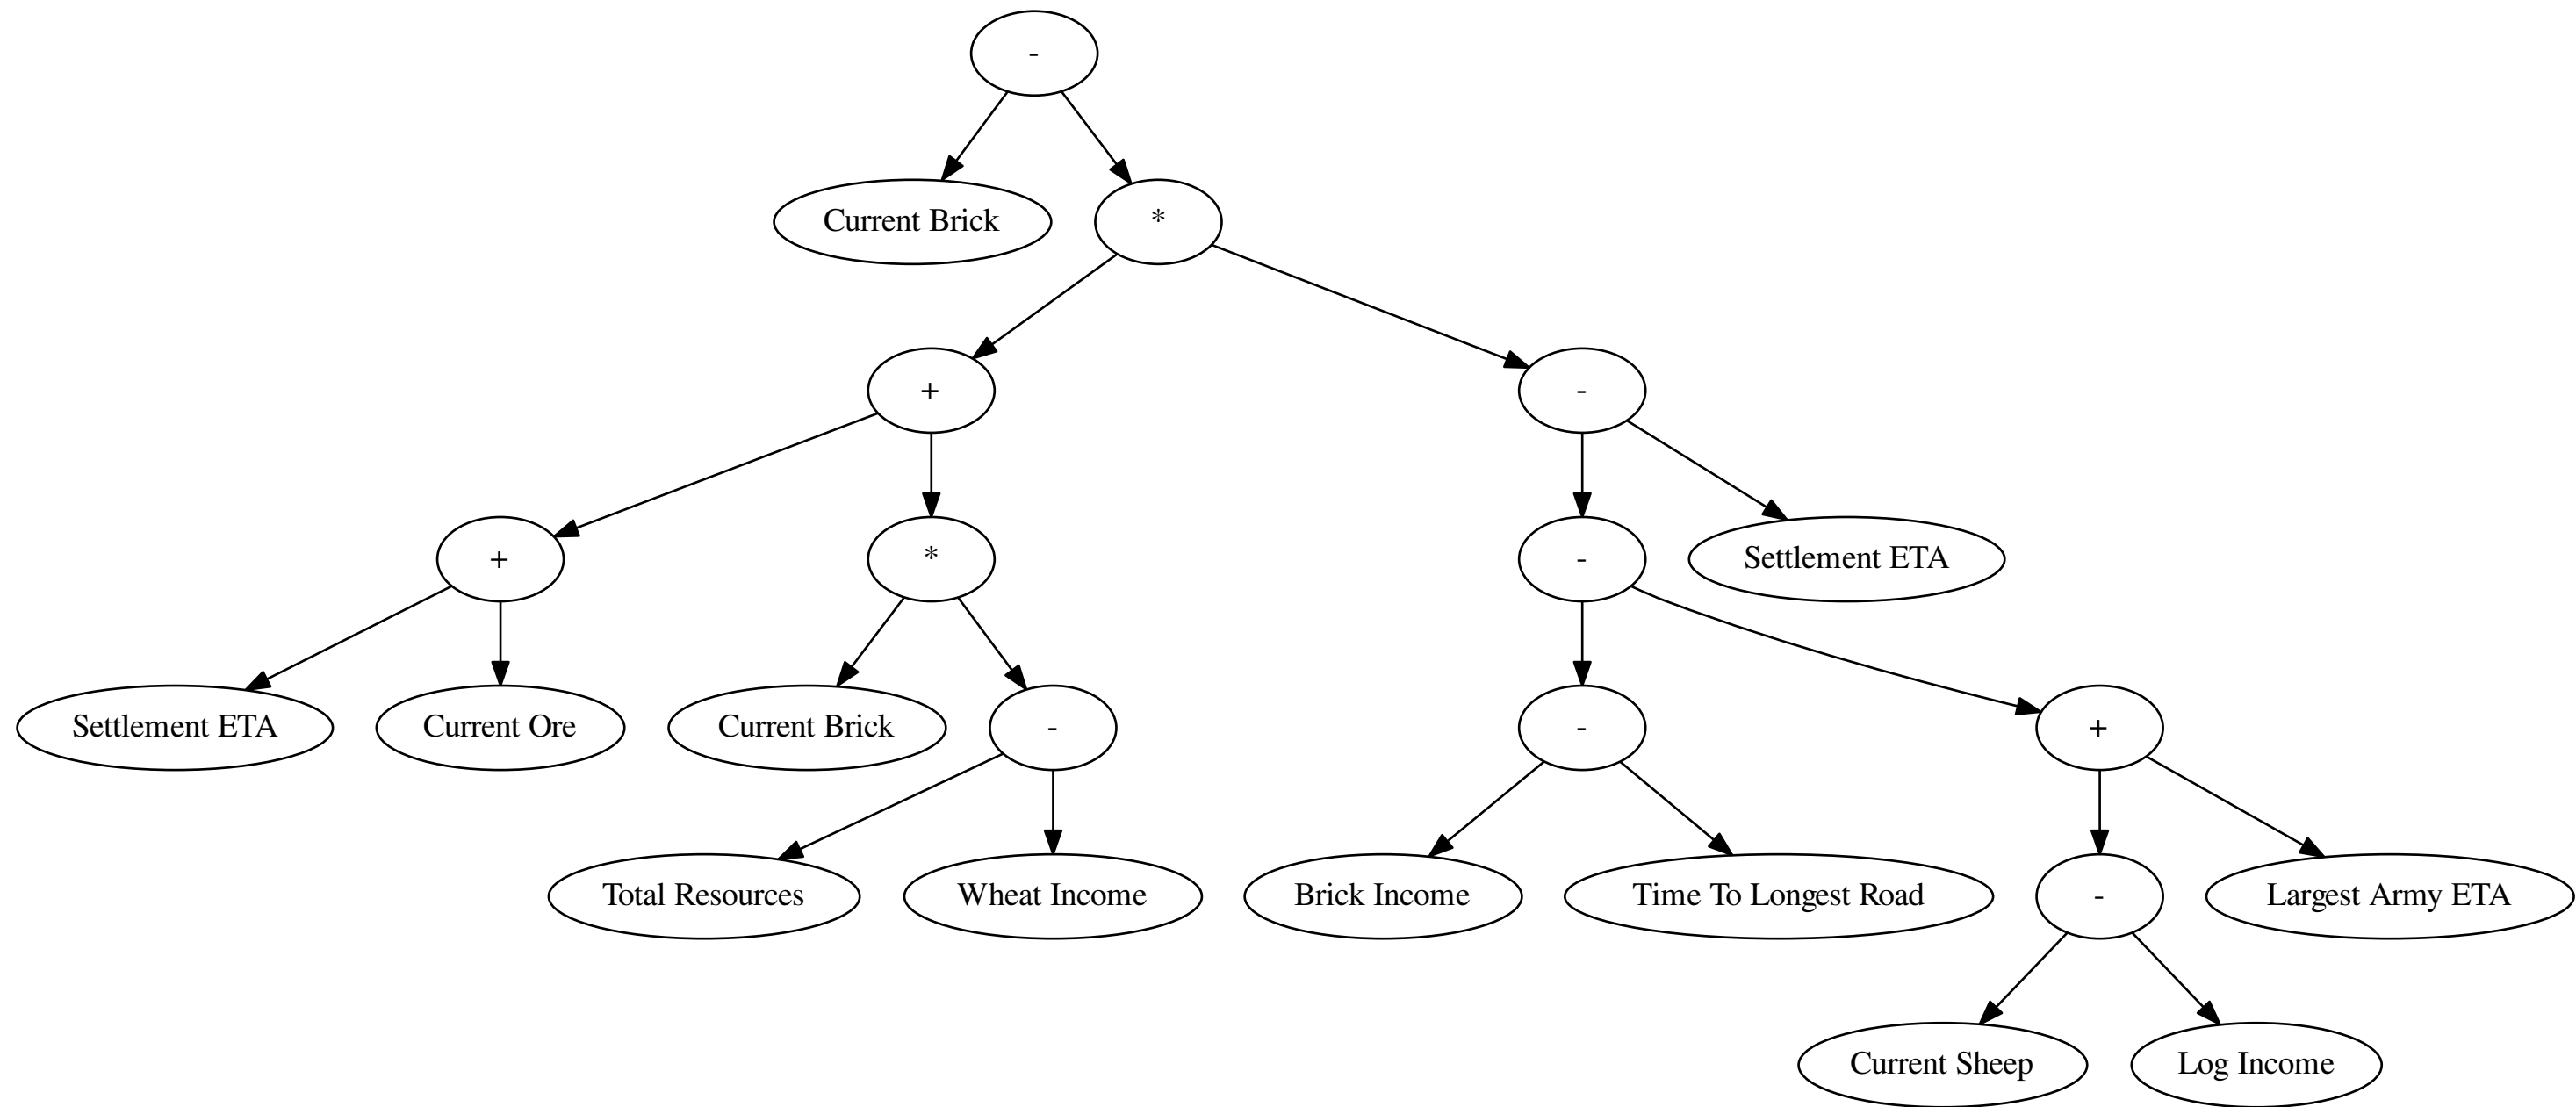 -
Current Brick
*
+
-
+
*
-
Settlement ETA
Settlement ETA
Current Ore
Current Brick
-
-
+
Total Resources
Wheat Income
Brick Income
Time To Longest Road
-
Largest Army ETA
Current Sheep
Log Income